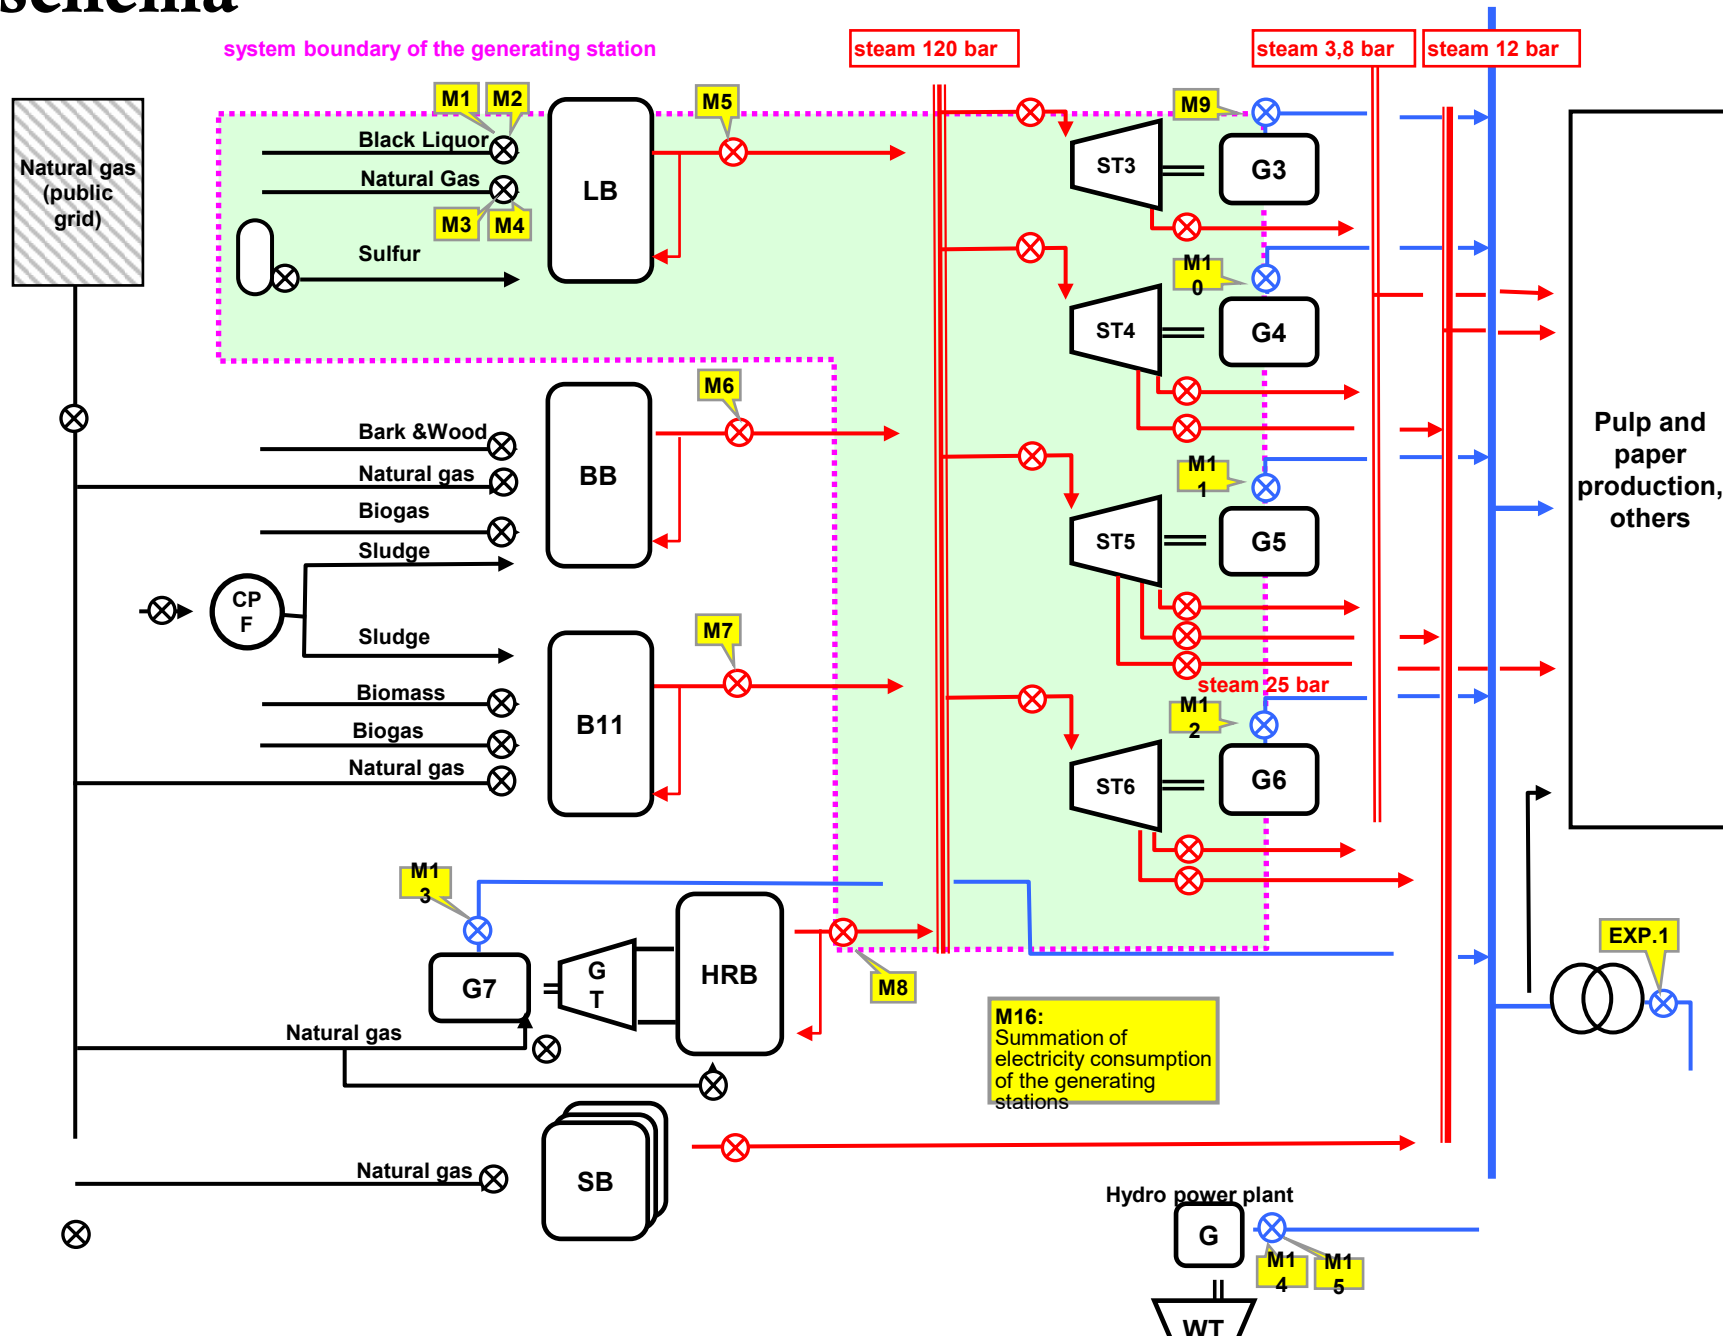 schema
system boundary of the generating station
steam 120 bar
steam 3,8 bar
steam 12 bar
M1
M2
M5
M9
Natural gas
(public
grid)
Black Liquor
Natural Gas
M3
M4
Sulfur
LB
ST3
G3
M1
0
ST4
G4
M6
Bark &Wood
Natural gas
Biogas
Sludge
BB
M1
1
ST5
G5
Pulp and
paper
production,
others
CP
F
Sludge
M7
Biomass
Biogas
Natural gas
B11
steam 25 bar
M1
2
ST6
G6
M1
3
G7
G
T
HRB
M8
EXP.1
Natural gas
M16:
Summation of
electricity consumption
of the generating
stations
Natural gas
SB
Hydro power plant
G
M1
4
M1
5
WT